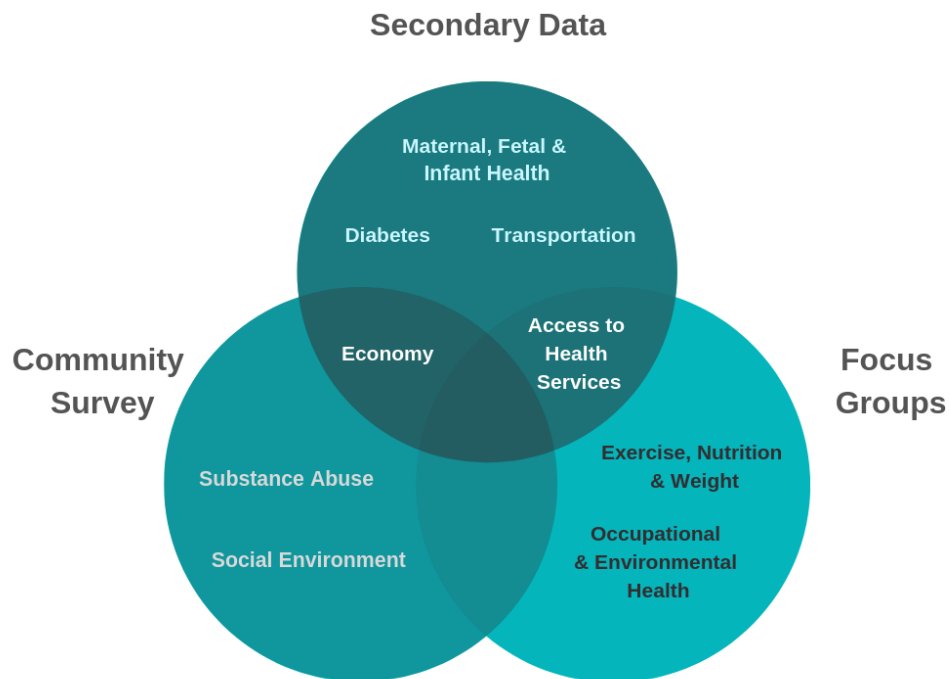 Secondary Data
Maternal, Fetal &
Infant Health
Diabetes
Transportation
Community
Survey
Economy
Access to
Health
Services
Focus
Groups
Substance Abuse
Social Environment
Exercise, Nutrition
& Weight
Occupational
& Environmental
Health